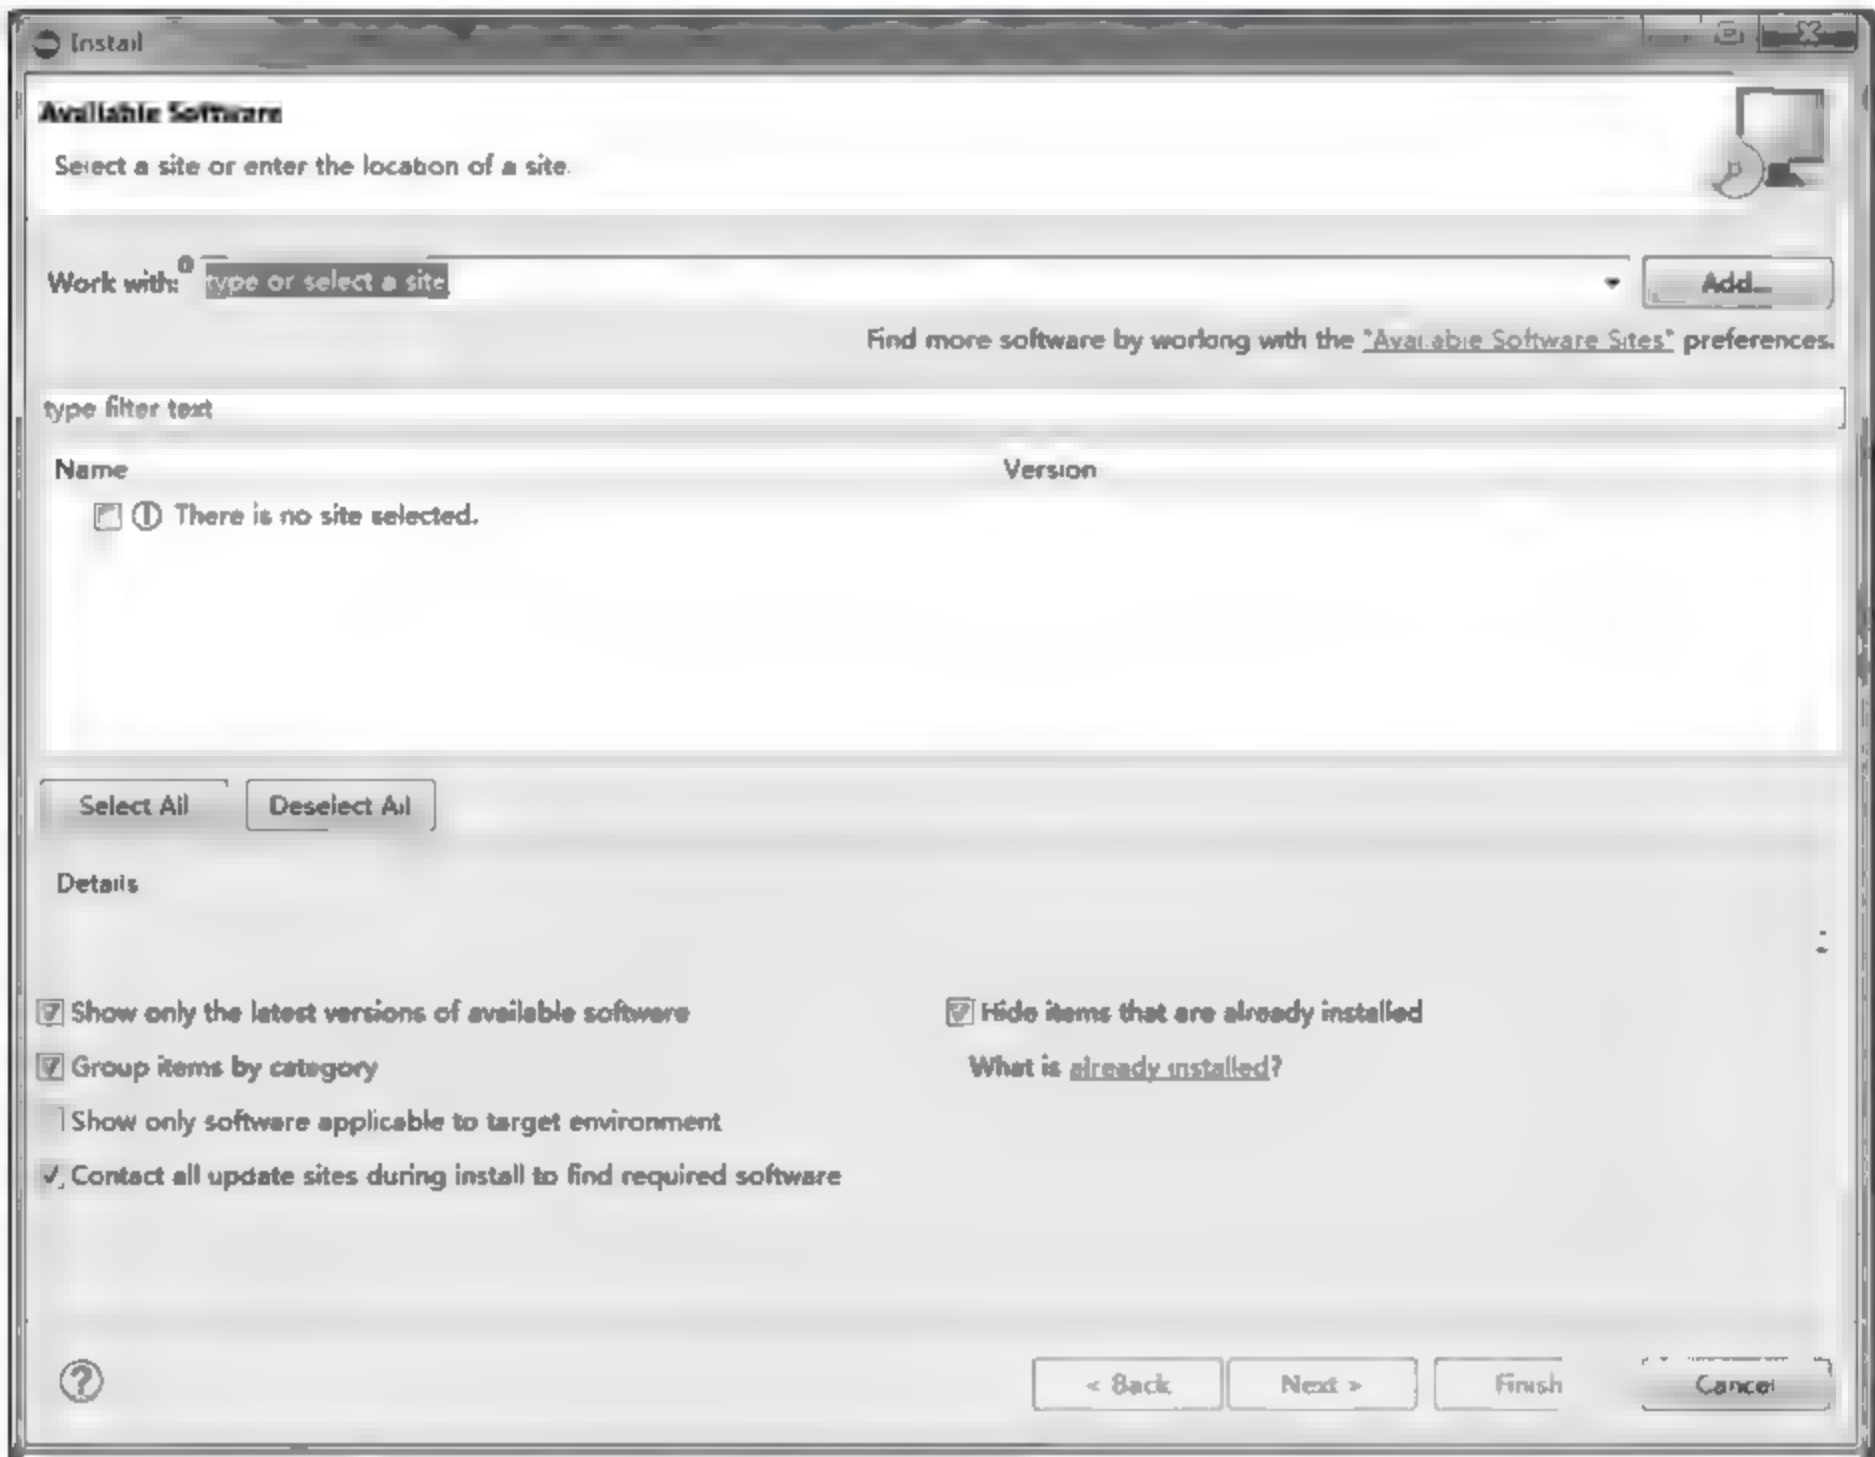 Install
Available Software
Select a site or enter the location of a site.
Work with: type or select a site Add...
Find more software by working with the "Available Software Sites" preferences.
type filter text
Name Version
There is no site selected.
Select All Deselect All
Details
Show only the latest versions of available software Hide items that are already installed
Group items by category What is already installed?
Show only software applicable to target environment
Contact all update sites during install to find required software
? < Back Next > Finish Cancel